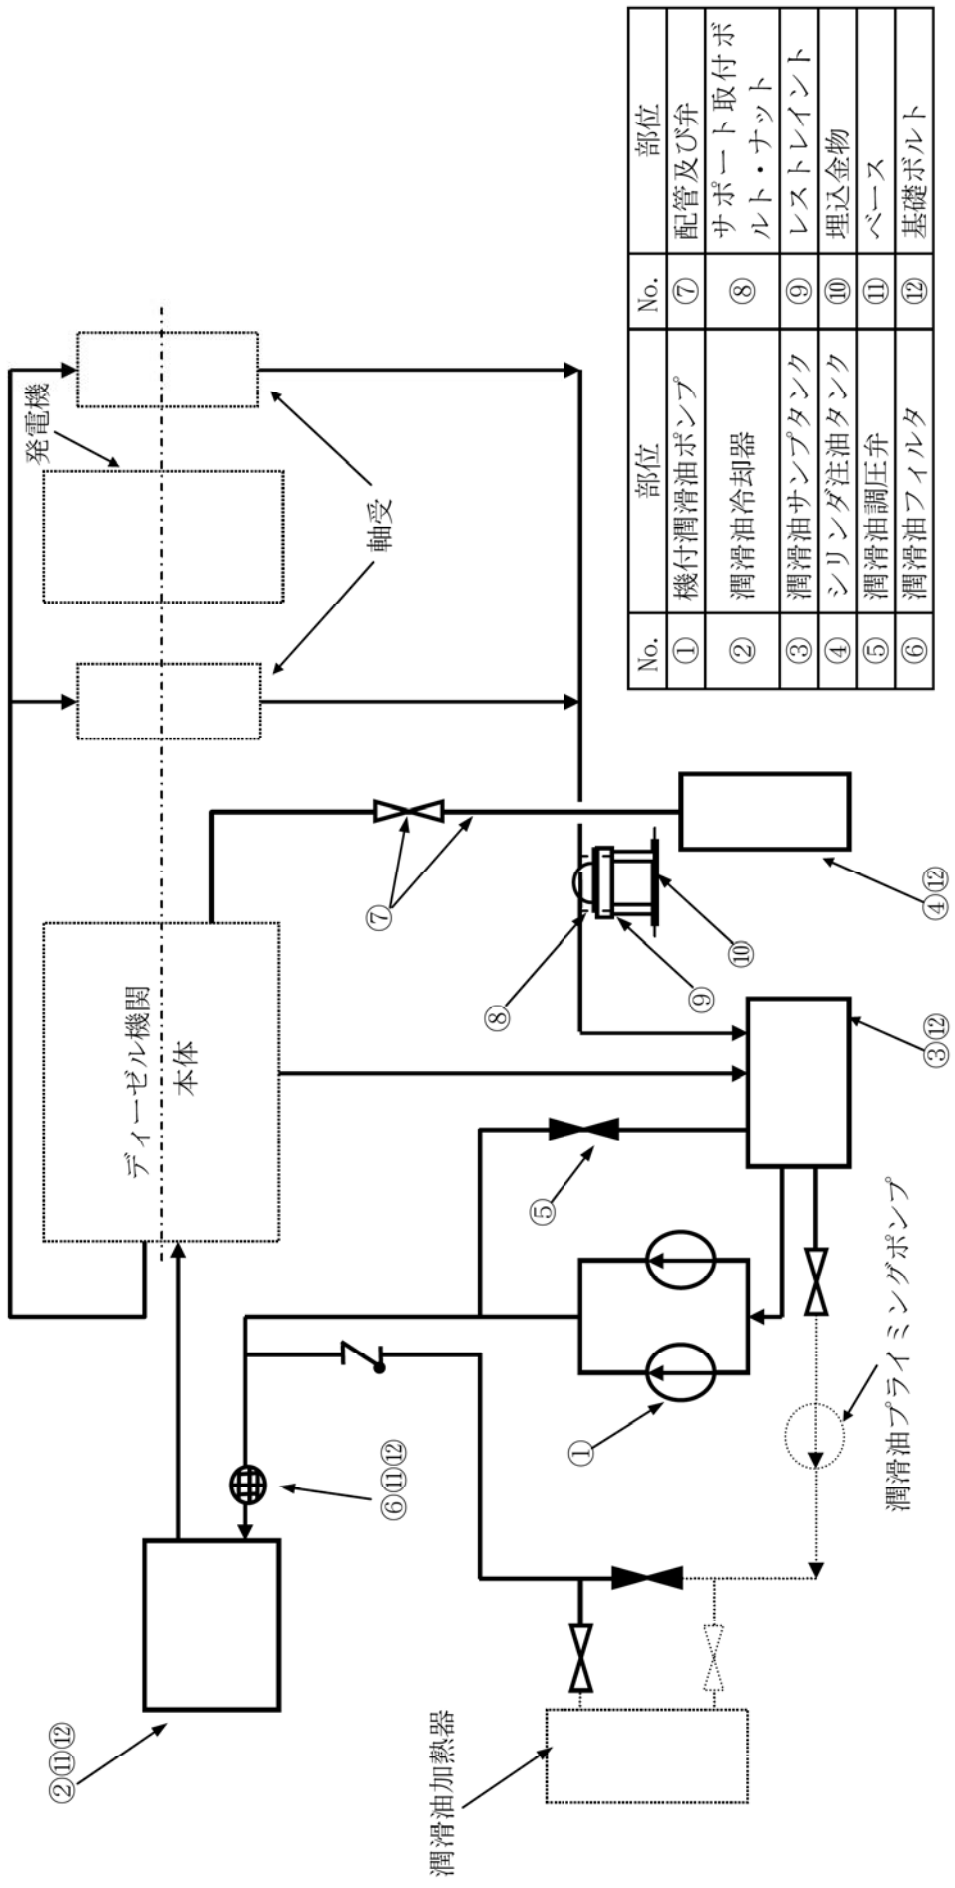 ②⑪⑫
⑥⑪⑫
ディーゼル機関
本体
発電機
軸受
潤滑油加熱器
①
⑤
⑦
⑧
⑨
⑩
潤滑油プライミングポンプ
③⑫
④⑫
No. 部位 No. 部位
① 機付潤滑油ポンプ ⑦ 配管及び弁
② 潤滑油冷却器 ⑧ サポート取付ボ
ルト・ナット
③ 潤滑油サンプタンク ⑨ レストレイント
④ シリンダ注油タンク ⑩ 埋込金物
⑤ 潤滑油調圧弁 ⑪ ベース
⑥ 潤滑油フィルタ ⑫ 基礎ボルト